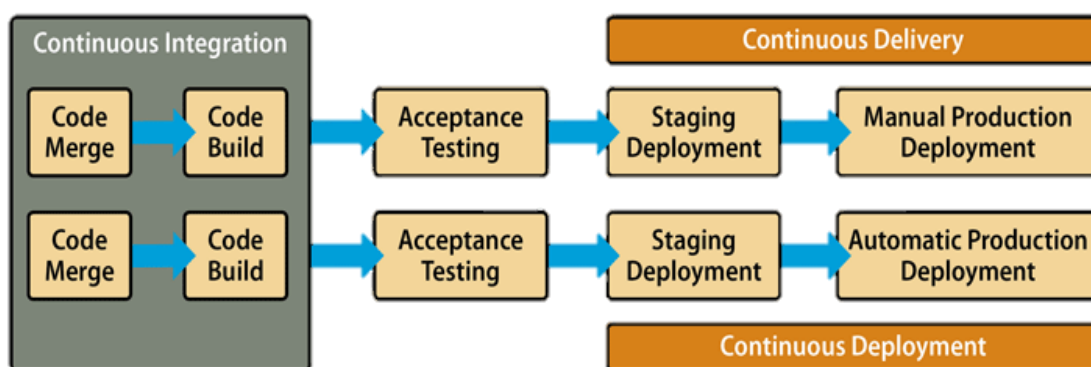 Continuous Integration
Continuous Delivery
Code
Merge
Code
Build
Acceptance
Testing
Staging
Deployment
Manual Production
Deployment
Code
Merge
Code
Build
Acceptance
Testing
Staging
Deployment
Automatic Production
Deployment
Continuous Deployment